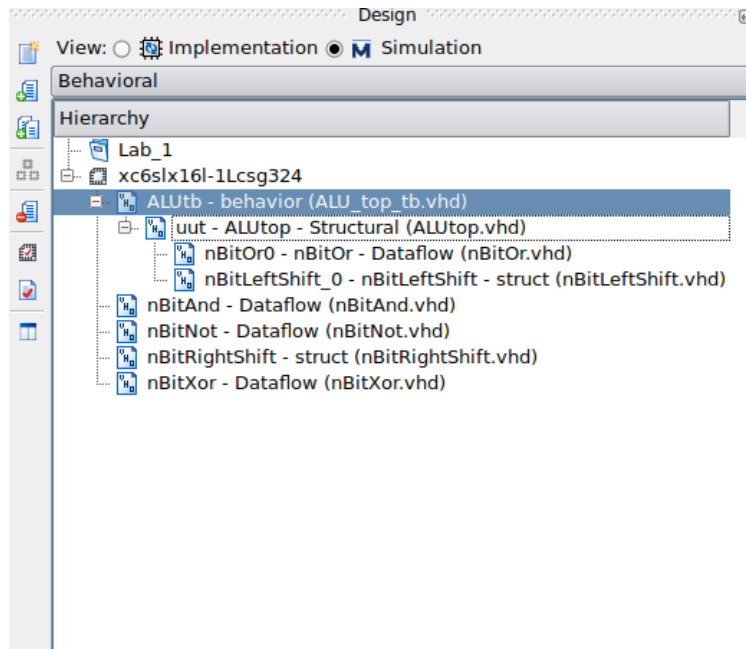 Design
View: Implementation Simulation
Behavioral
Hierarchy
Lab_1
xc6slx16l-1Lcsg324
ALUtb - behavior (ALU_top_tb.vhd)
uut - ALUtop - Structural (ALUtop.vhd)
nBitOr0 - nBitOr - Dataflow (nBitOr.vhd)
nBitLeftShift_0 - nBitLeftShift - struct (nBitLeftShift.vhd)
nBitAnd - Dataflow (nBitAnd.vhd)
nBitNot - Dataflow (nBitNot.vhd)
nBitRightShift - struct (nBitRightShift.vhd)
nBitXor - Dataflow (nBitXor.vhd)